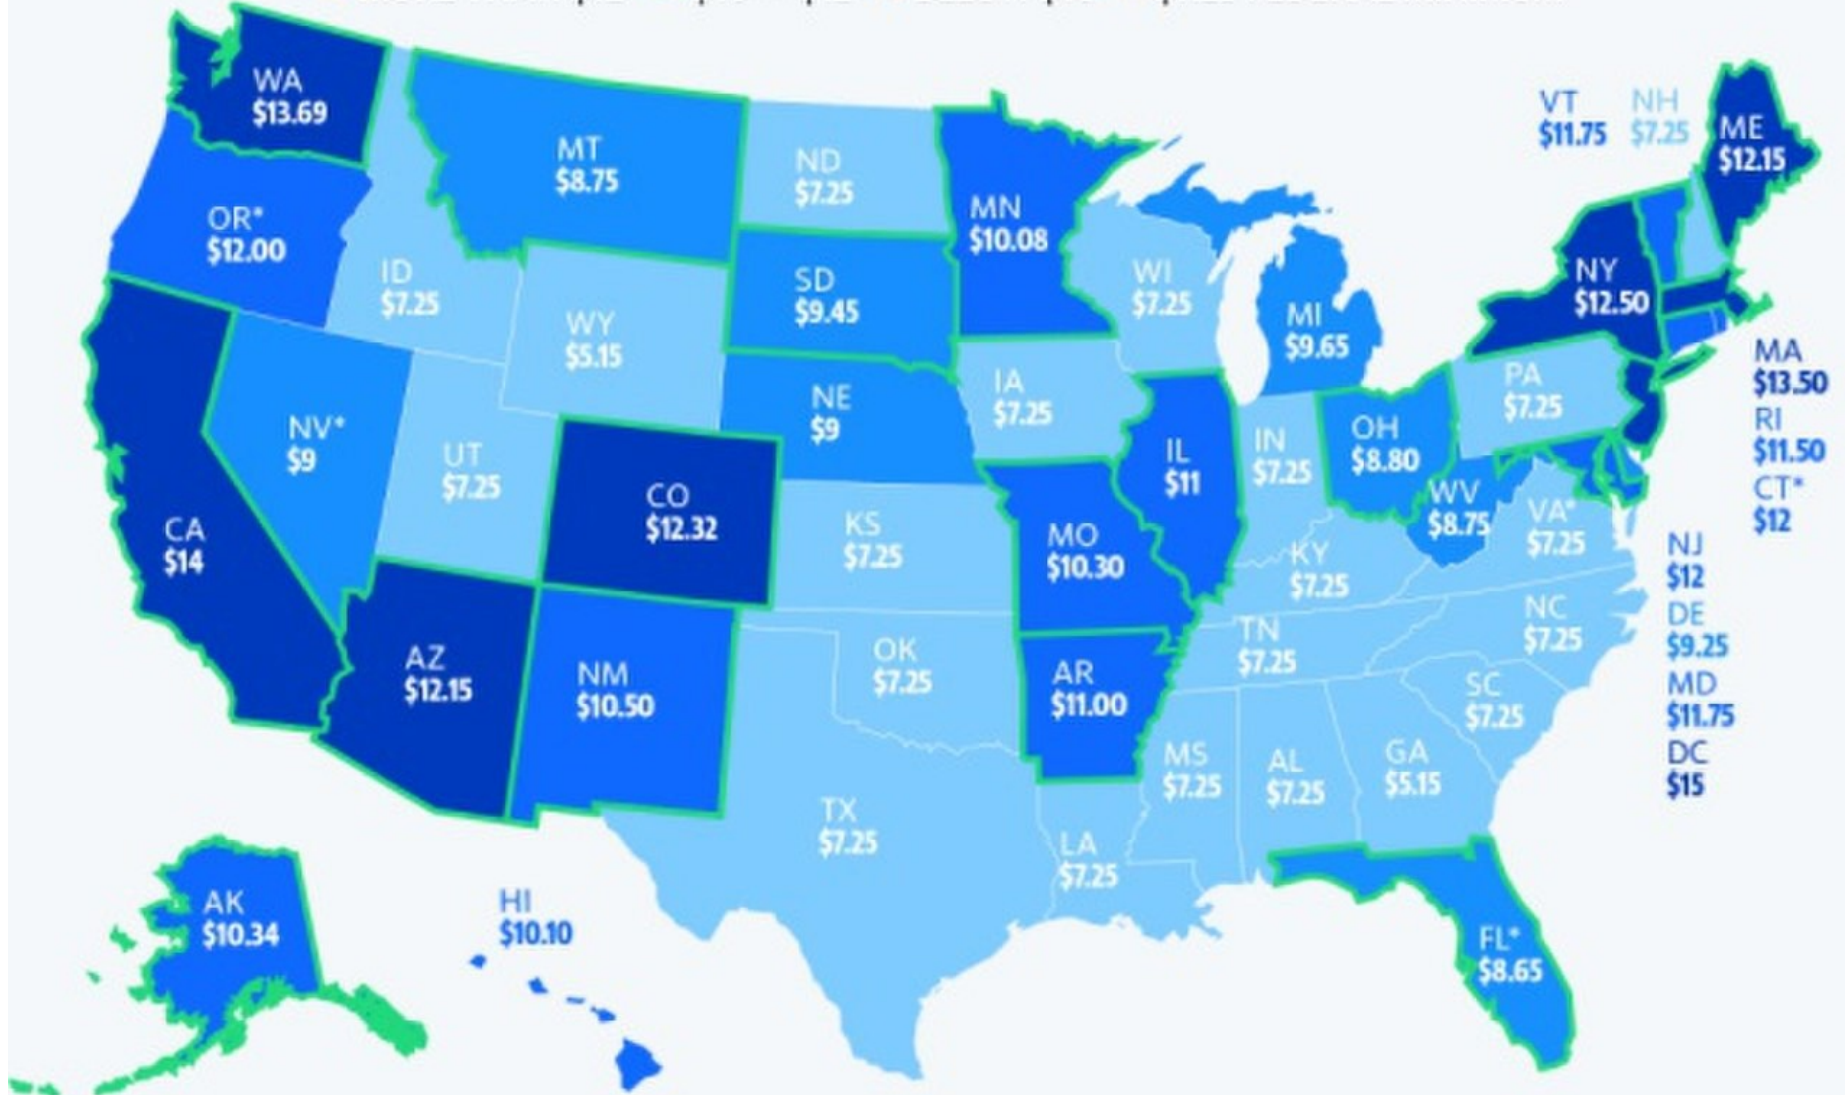 WA
$13.69
MT
$8.75
ND
$7.25
MN
$10.08
VT
$11.75
NH
$7.25
ME
$12.15
OR*
$12.00
ID
$7.25
WY
$5.15
SD
$9.45
WI
$7.25
MI
$9.65
NY
$12.50
MA
$13.50
RI
$11.50
CT*
$12
NV*
$9
UT
$7.25
NE
$9
IA
$7.25
IL
$11
IN
$7.25
OH
$8.80
PA
$7.25
WV
$8.75
VA*
$7.25
NJ
$12
DE
$9.25
MD
$11.75
DC
$15
CA
$14
CO
$12.32
KS
$7.25
MO
$10.30
KY
$7.25
NC
$7.25
TN
$7.25
AZ
$12.15
NM
$10.50
OK
$7.25
AR
$11.00
SC
$7.25
MS
$7.25
AL
$7.25
GA
$5.15
TX
$7.25
LA
$7.25
FL*
$8.65
AK
$10.34
HI
$10.10